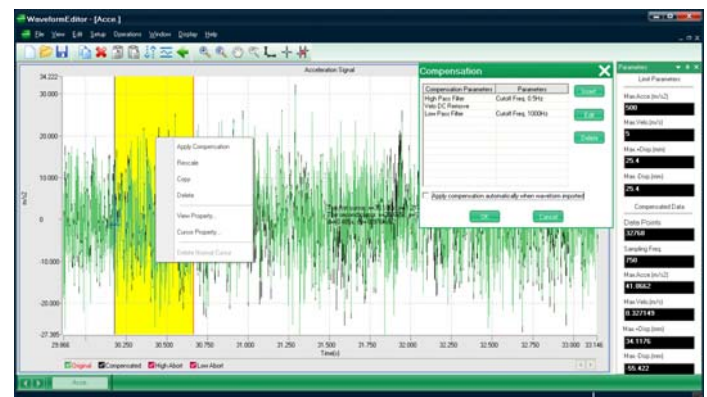 WaveformEditor - [Acce.]
File View Edit Setup Operations Window Display Help
Acceleration Signal
34.222
30.000
20.000
10.000
0
-10.000
-20.000
-27.385
m/s2
29.966 30.250 30.500 30.750 31.000 31.250 31.500 31.750 32.000 32.250 32.500 32.750 33.000 33.146
Time(s)
Original Compensated High Abort Low Abort
Acce.
Apply Compensation
Rescale
Copy
Delete
View Property...
Cursor Property...
Delete Normal Cursor
Compensation
Compensation Parameters Parameters
High Pass Filter Cutoff Freq. 0.5Hz
Velo DC Remove
Low Pass Filter Cutoff Freq. 1000Hz
Insert
Edit
Delete
Apply compensation automatically when waveform imported
OK Cancel
Parameters
Limit Parameters
Max Acce.(m/s2)
500
Max Velo.(m/s)
5
Max +Disp.(mm)
25.4
Max -Disp.(mm)
25.4
Compensated Data
Data Points
32768
Sampling Freq.
750
Max Acce.(m/s2)
41.0662
Max Velo.(m/s)
0.327149
Max +Disp.(mm)
34.1176
Max -Disp.(mm)
-55.422